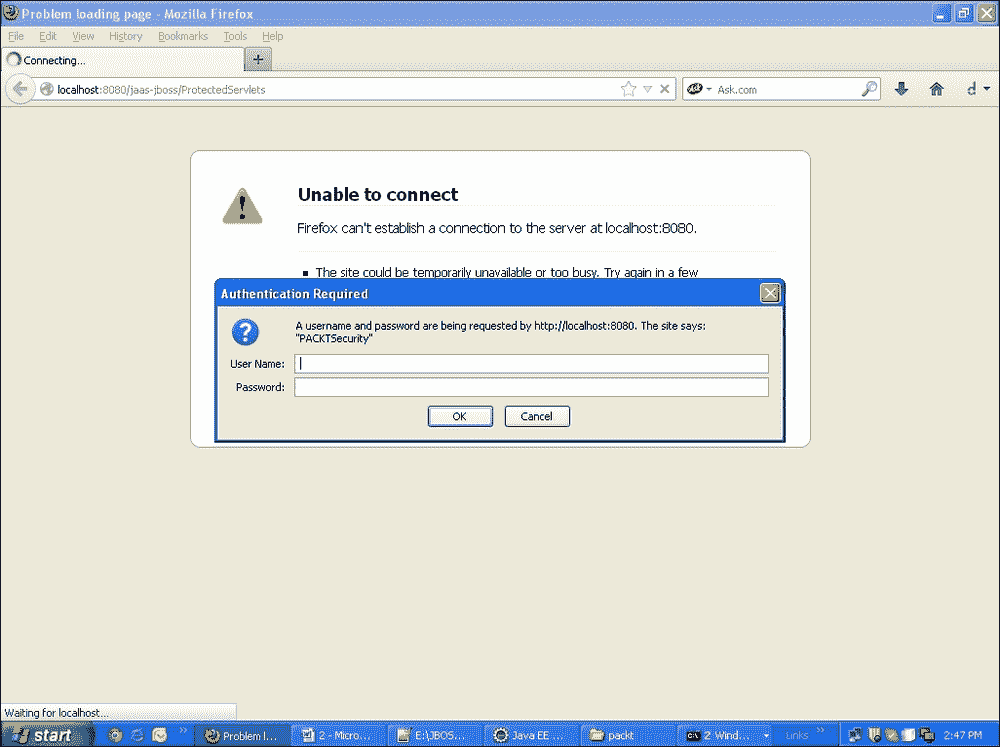 Problem loading page - Mozilla Firefox
File Edit View History Bookmarks Tools Help
Connecting...
localhost:8080/jaas-jboss/ProtectedServlets
Ask.com
d
Unable to connect
Firefox can't establish a connection to the server at localhost:8080.
The site could be temporarily unavailable or too busy. Try again in a few
Authentication Required
A username and password are being requested by http://localhost:8080. The site says:
"PACKTSecurity"
User Name:
Password:
OK Cancel
Waiting for localhost...
start Problem l... 2 - Micro... E:\JBOS... Java EE ... packt 2 Wind... Links 2:47 PM